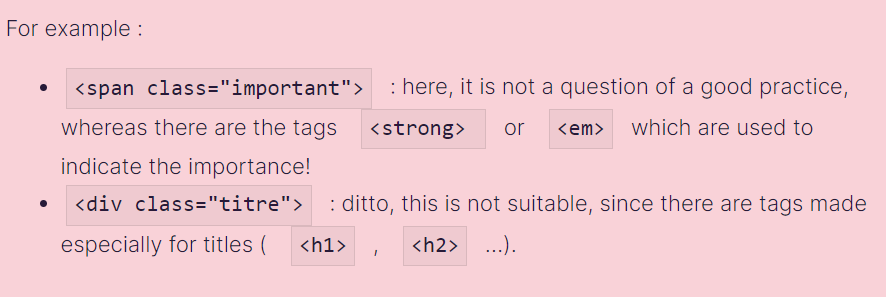 For example :
• <span class="important"> : here, it is not a question of a good practice,
whereas there are the tags <strong> or <em> which are used to
indicate the importance!
• <div class="titre"> : ditto, this is not suitable, since there are tags made
especially for titles ( <h1> , <h2> ...).